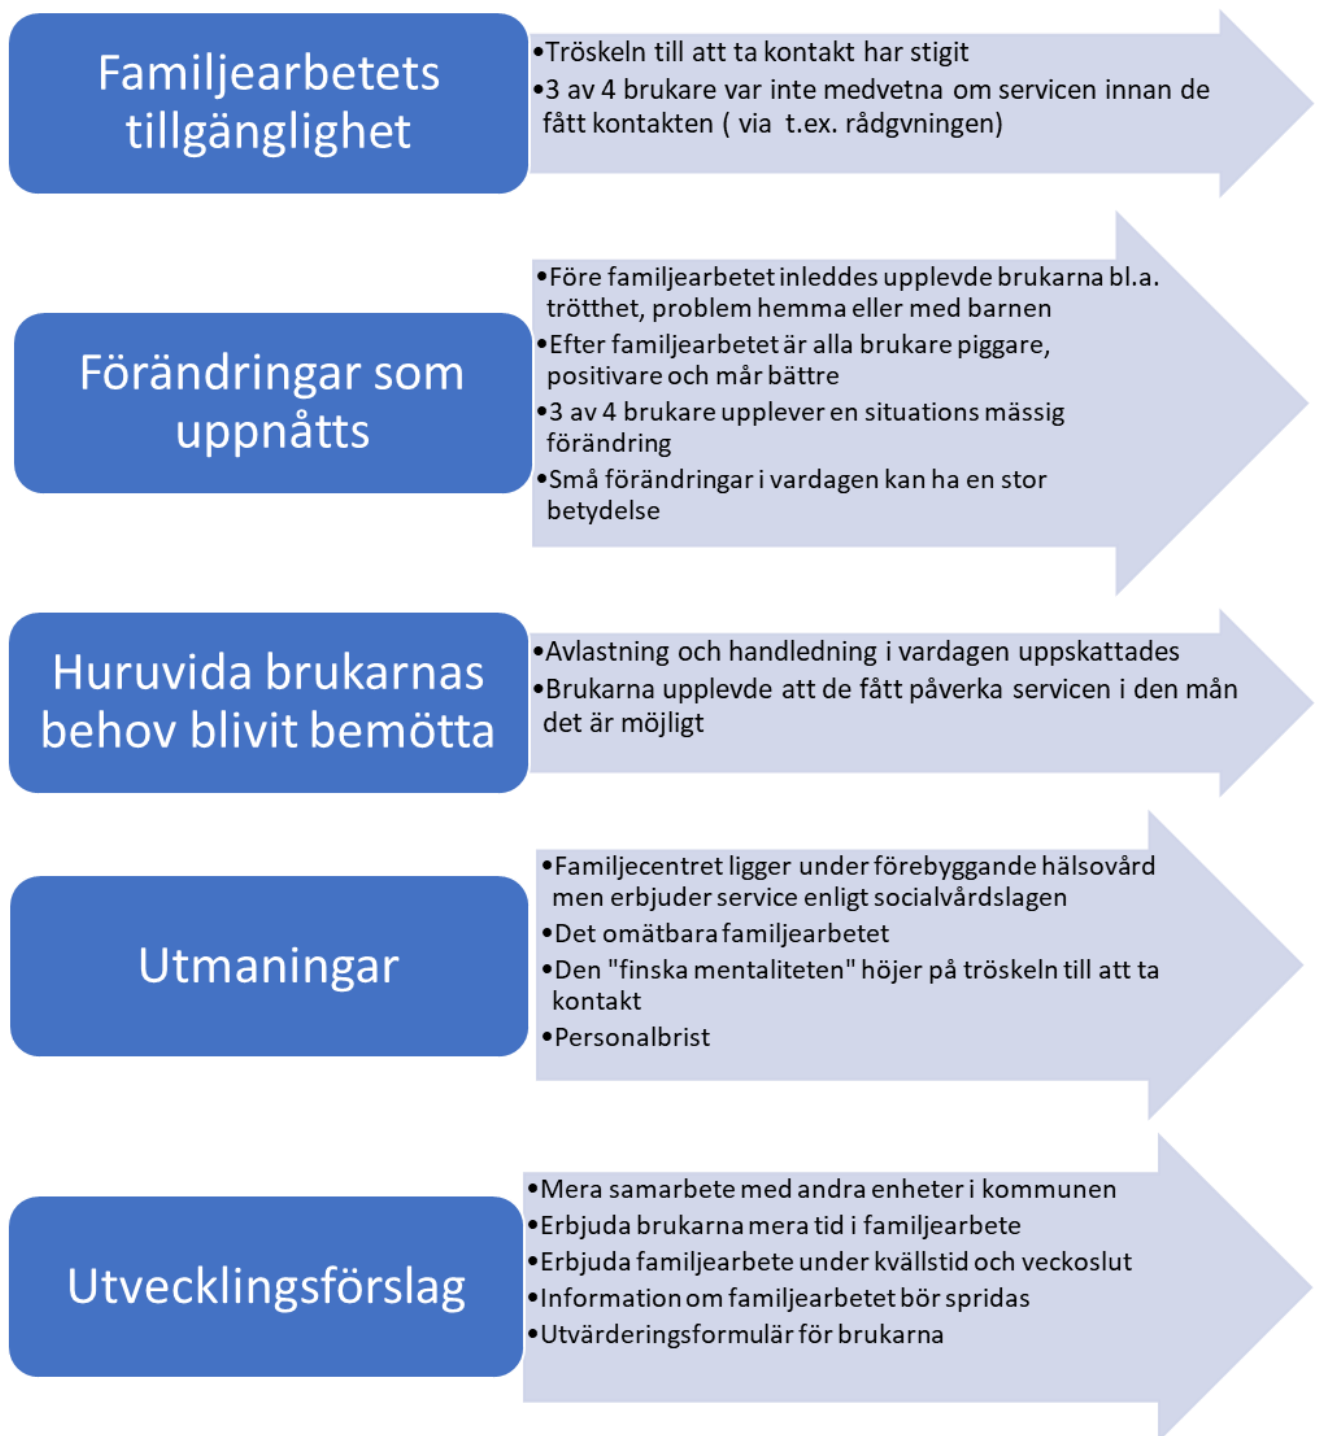 Familjearbetets
tillgänglighet
•Tröskeln till att ta kontakt har stigit
•3 av 4 brukare var inte medvetna om servicen innan de
fått kontakten ( via t.ex. rådgvningen)
Förändringar som
uppnåtts
•Före familjearbetet inleddes upplevde brukarna bl.a.
trötthet, problem hemma eller med barnen
•Efter familjearbetet är alla brukare piggare,
positivare och mår bättre
•3 av 4 brukare upplever en situations mässig
förändring
•Små förändringar i vardagen kan ha en stor
betydelse
Huruvida brukarnas
behov blivit bemötta
•Avlastning och handledning i vardagen uppskattades
•Brukarna upplevde att de fått påverka servicen i den mån
det är möjligt
Utmaningar
•Familjecentret ligger under förebyggande hälsovård
men erbjuder service enligt socialvårdslagen
•Det omätbara familjearbetet
•Den "finska mentaliteten" höjer på tröskeln till att ta
kontakt
•Personalbrist
Utvecklingsförslag
•Mera samarbete med andra enheter i kommunen
•Erbjuda brukarna mera tid i familjearbete
•Erbjuda familjearbete under kvällstid och veckoslut
•Information om familjearbetet bör spridas
•Utvärderingsformulär för brukarna